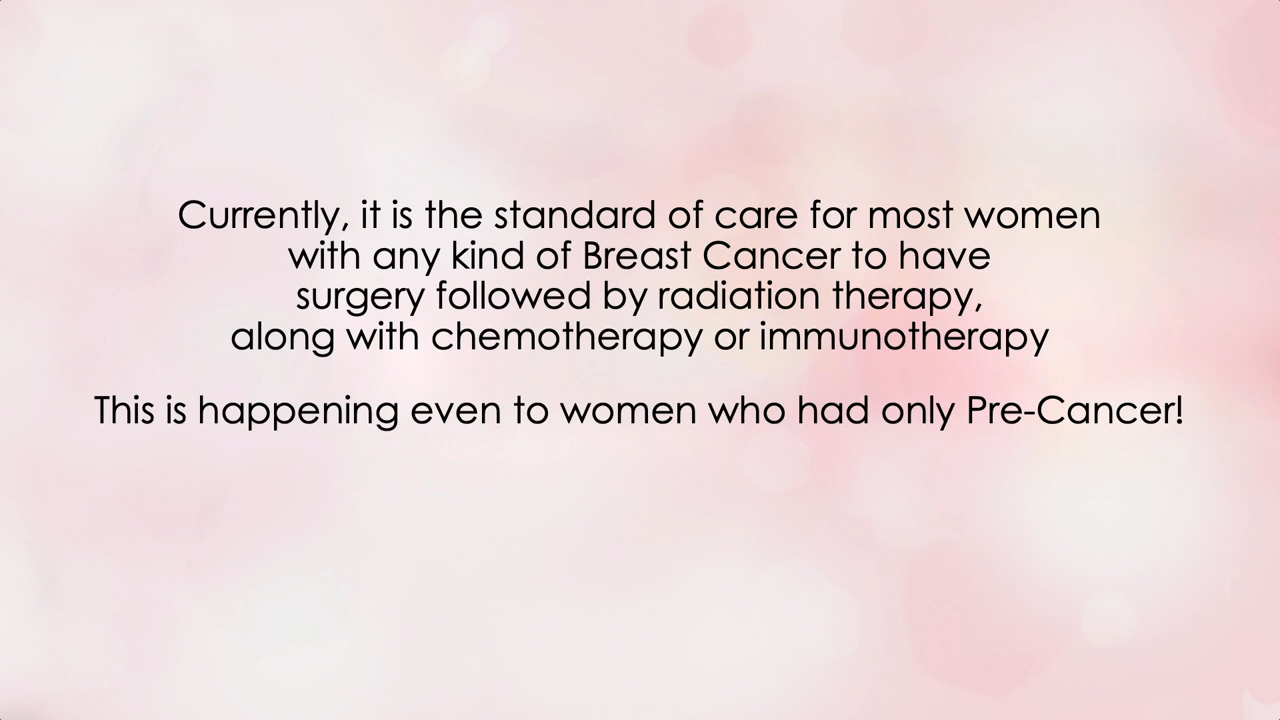 Currently, it is the standard of care for most women
with any kind of Breast Cancer to have
surgery followed by radiation therapy,
along with chemotherapy or immunotherapy
This is happening even to women who had only Pre-Cancer!